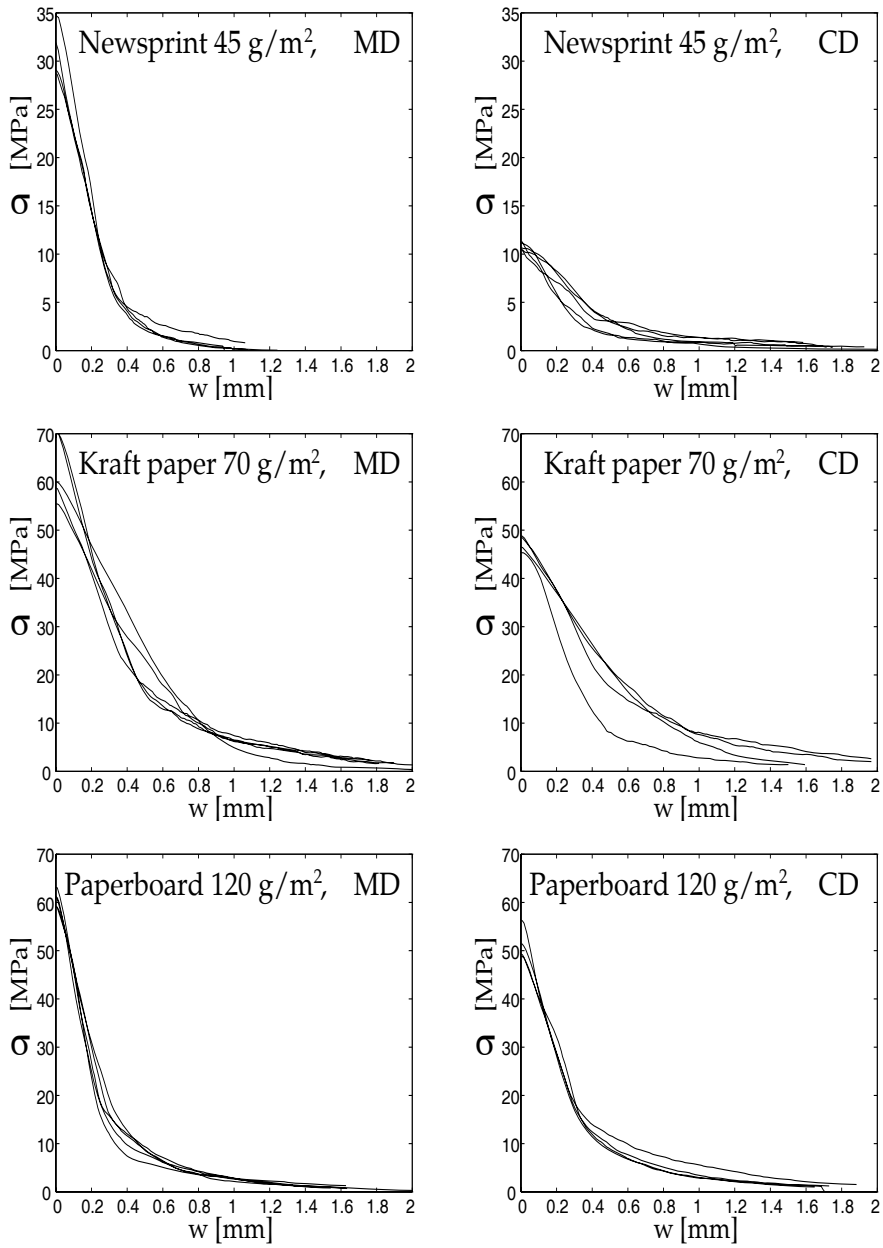 Newsprint 45 g/m², MD
σ [MPa]
35
30
25
20
15
10
5
0
0 0.2 0.4 0.6 0.8 1 1.2 1.4 1.6 1.8 2
w [mm]
Newsprint 45 g/m², CD
σ [MPa]
35
30
25
20
15
10
5
0
0 0.2 0.4 0.6 0.8 1 1.2 1.4 1.6 1.8 2
w [mm]
Kraft paper 70 g/m², MD
σ [MPa]
70
60
50
40
30
20
10
0
0 0.2 0.4 0.6 0.8 1 1.2 1.4 1.6 1.8 2
w [mm]
Kraft paper 70 g/m², CD
σ [MPa]
70
60
50
40
30
20
10
0
0 0.2 0.4 0.6 0.8 1 1.2 1.4 1.6 1.8 2
w [mm]
Paperboard 120 g/m², MD
σ [MPa]
70
60
50
40
30
20
10
0
0 0.2 0.4 0.6 0.8 1 1.2 1.4 1.6 1.8 2
w [mm]
Paperboard 120 g/m², CD
σ [MPa]
70
60
50
40
30
20
10
0
0 0.2 0.4 0.6 0.8 1 1.2 1.4 1.6 1.8 2
w [mm]